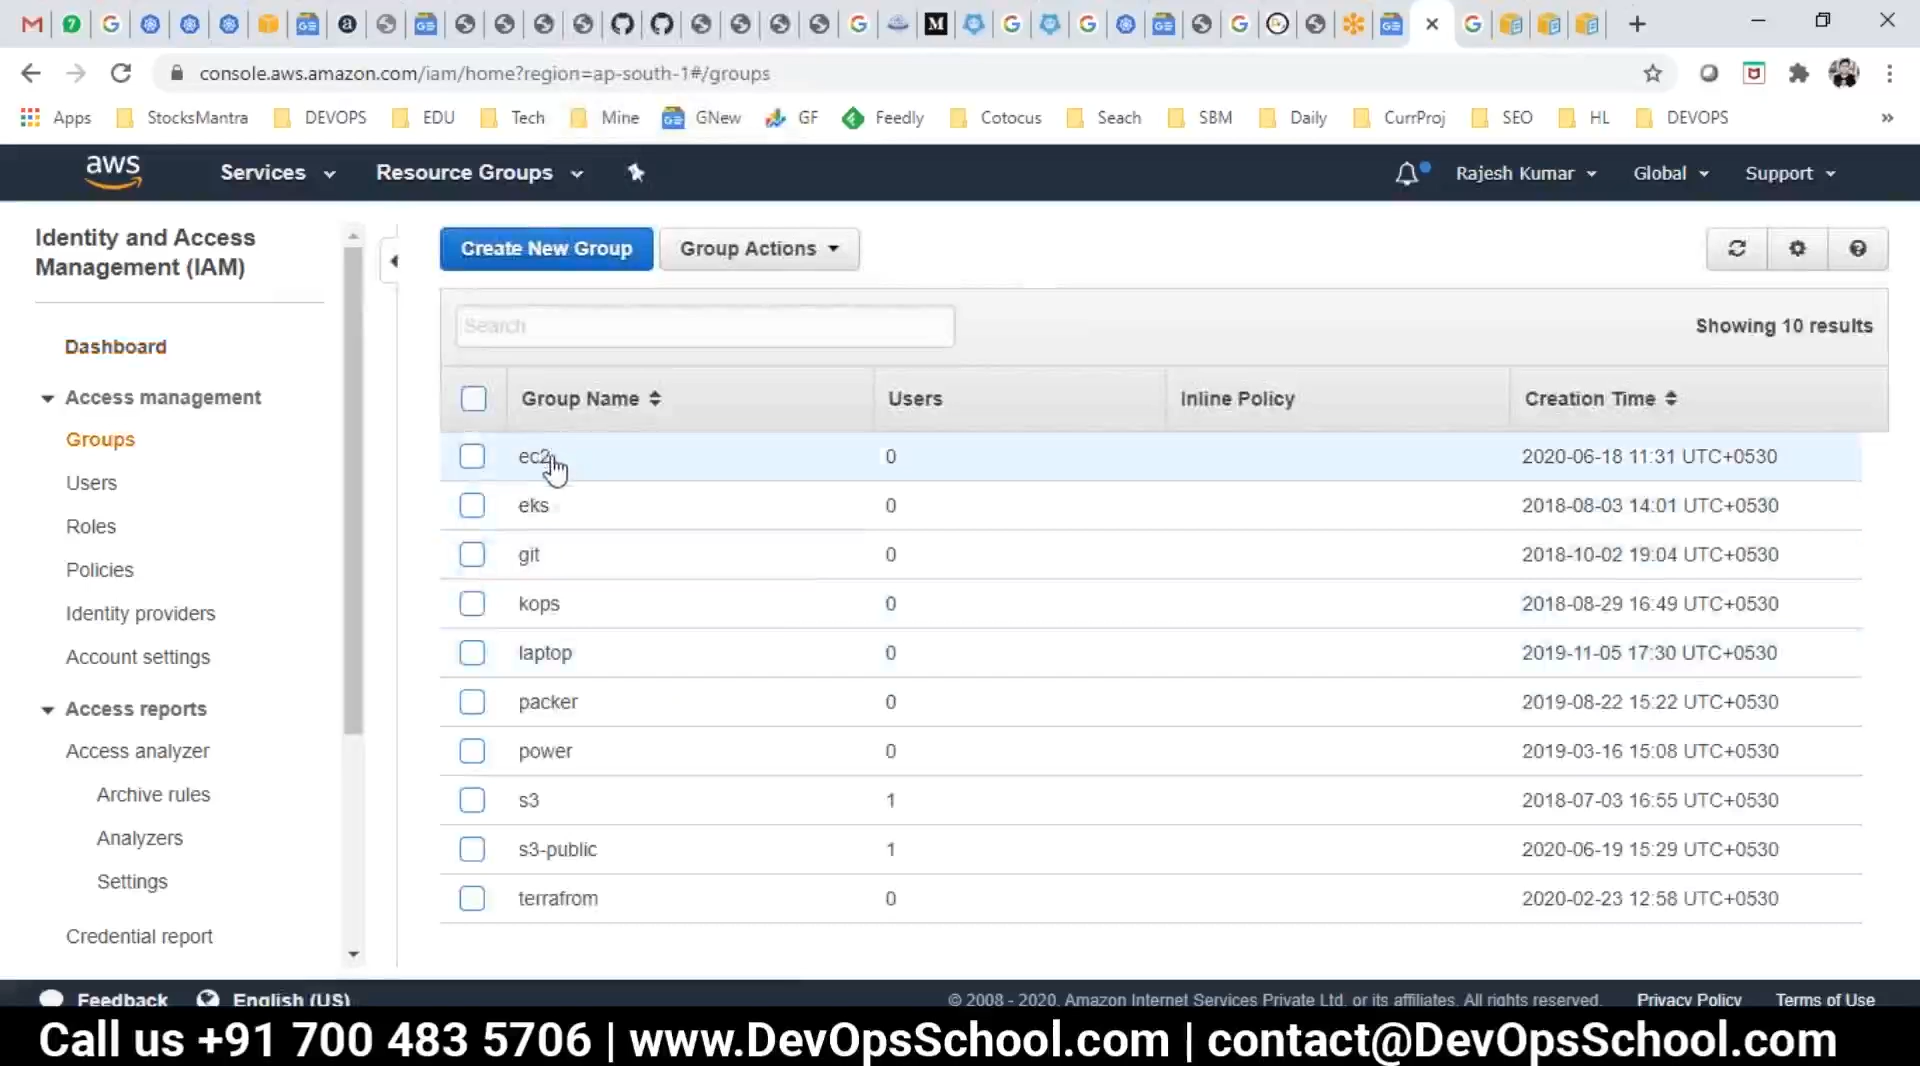 console.aws.amazon.com/iam/home?region=ap-south-1#/groups
Apps StocksMantra DEVOPS EDU Tech Mine GNew GF Feedly Cotocus Seach SBM Daily CurrProj SEO HL DEVOPS »
aws Services Resource Groups Rajesh Kumar Global Support
Identity and Access
Management (IAM)
Dashboard
Access management
Groups
Users
Roles
Policies
Identity providers
Account settings
Access reports
Access analyzer
Archive rules
Analyzers
Settings
Credential report
Create New Group Group Actions
Search Showing 10 results
Group Name Users Inline Policy Creation Time
ec2 0 2020-06-18 11:31 UTC+0530
eks 0 2018-08-03 14:01 UTC+0530
git 0 2018-10-02 19:04 UTC+0530
kops 0 2018-08-29 16:49 UTC+0530
laptop 0 2019-11-05 17:30 UTC+0530
packer 0 2019-08-22 15:22 UTC+0530
power 0 2019-03-16 15:08 UTC+0530
s3 1 2018-07-03 16:55 UTC+0530
s3-public 1 2020-06-19 15:29 UTC+0530
terrafrom 0 2020-02-23 12:58 UTC+0530
Feedback English (US) © 2008 - 2020, Amazon Internet Services Private Ltd. or its affiliates. All rights reserved. Privacy Policy Terms of Use
Call us +91 700 483 5706 | www.DevOpsSchool.com | contact@DevOpsSchool.com